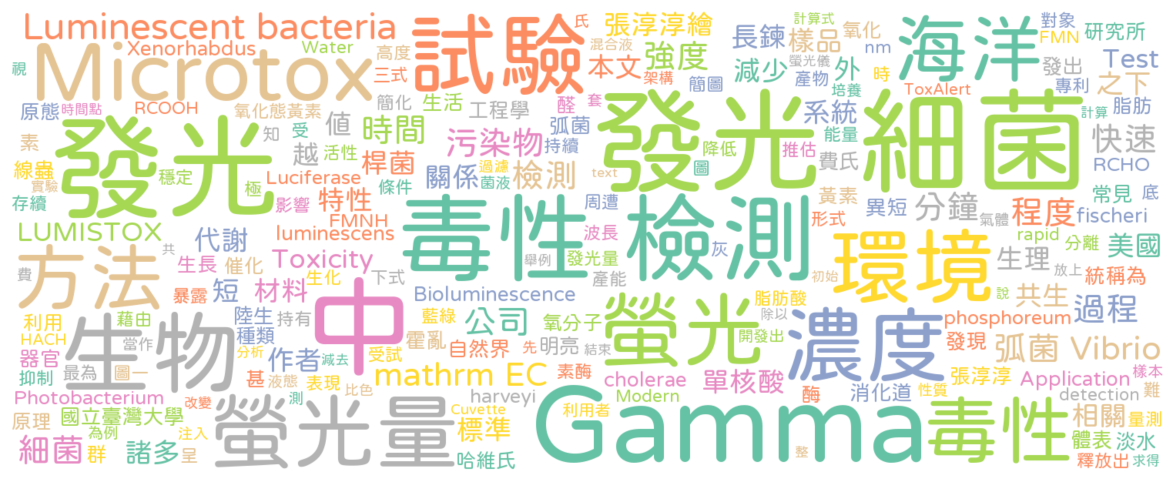 Luminescent bacteria
氏
張淳淳繪
計算式
對象
Xenorhabdus
Water
高度
混合液
長鍊
樣品
氧化
FMN
研究所
Microtox
試驗
海洋
視
三式
本文
強度
螢光儀
nm
發出
Test
架構
簡圖
減少
外
產物
時
專利
之下
原態
時間點
RCOOH
氧化態黃素
簡化
生活
工程學
醛
套
培養
ToxAlert
脂肪
發光
發光
細菌
素
知
受
值
時間
弧菌
持續
系統
能量
計算
快速
線蟲
實驗
穩定
活性
越
桿菌
污染物
降低
推估
費氏
RCHO
存續
極
Luciferase
條件
過濾
菌液
關係
檢測
text
圖
黃素
常見
底
影響
特性
FMNH
周遭
異短
分鐘
程度
fischeri
形式
LUMISTOX
代謝
luminescens
毒性
檢測
波長
氣體
rapid
分離
美國
共
生長
催化
Toxicity
下式
舉例
發光量
灰
環境
生理
放上
統稱為
方法
費
生化
產能
初始
說
暴露
短
材料
中
Bioluminescence
脂肪酸
共生
過程
利用
藉由
陸生
持有
藍綠
公司
氧分子
螢光
除以
濃度
phosphoreum
HACH
當作
種類
霍亂
自然界
先
明亮
開發出
發現
弧菌
Vibrio
器官
生物
作者
分析
減去
受試
結束
抑制
最為
圖一
甚
液態
表現
mathrm
EC
素酶
cholerae
單核酸
張淳淳
Application
樣本
Photobacterium
改變
測
比色
harveyi
Modern
酶
消化道
性質
detection
難
原理
國立臺灣大學
螢光量
Cuvette
利用者
Gamma
毒性
相關
量測
為例
注入
標準
體表
淡水
細菌
群
諸多
呈
哈維氏
整
釋放出
求得